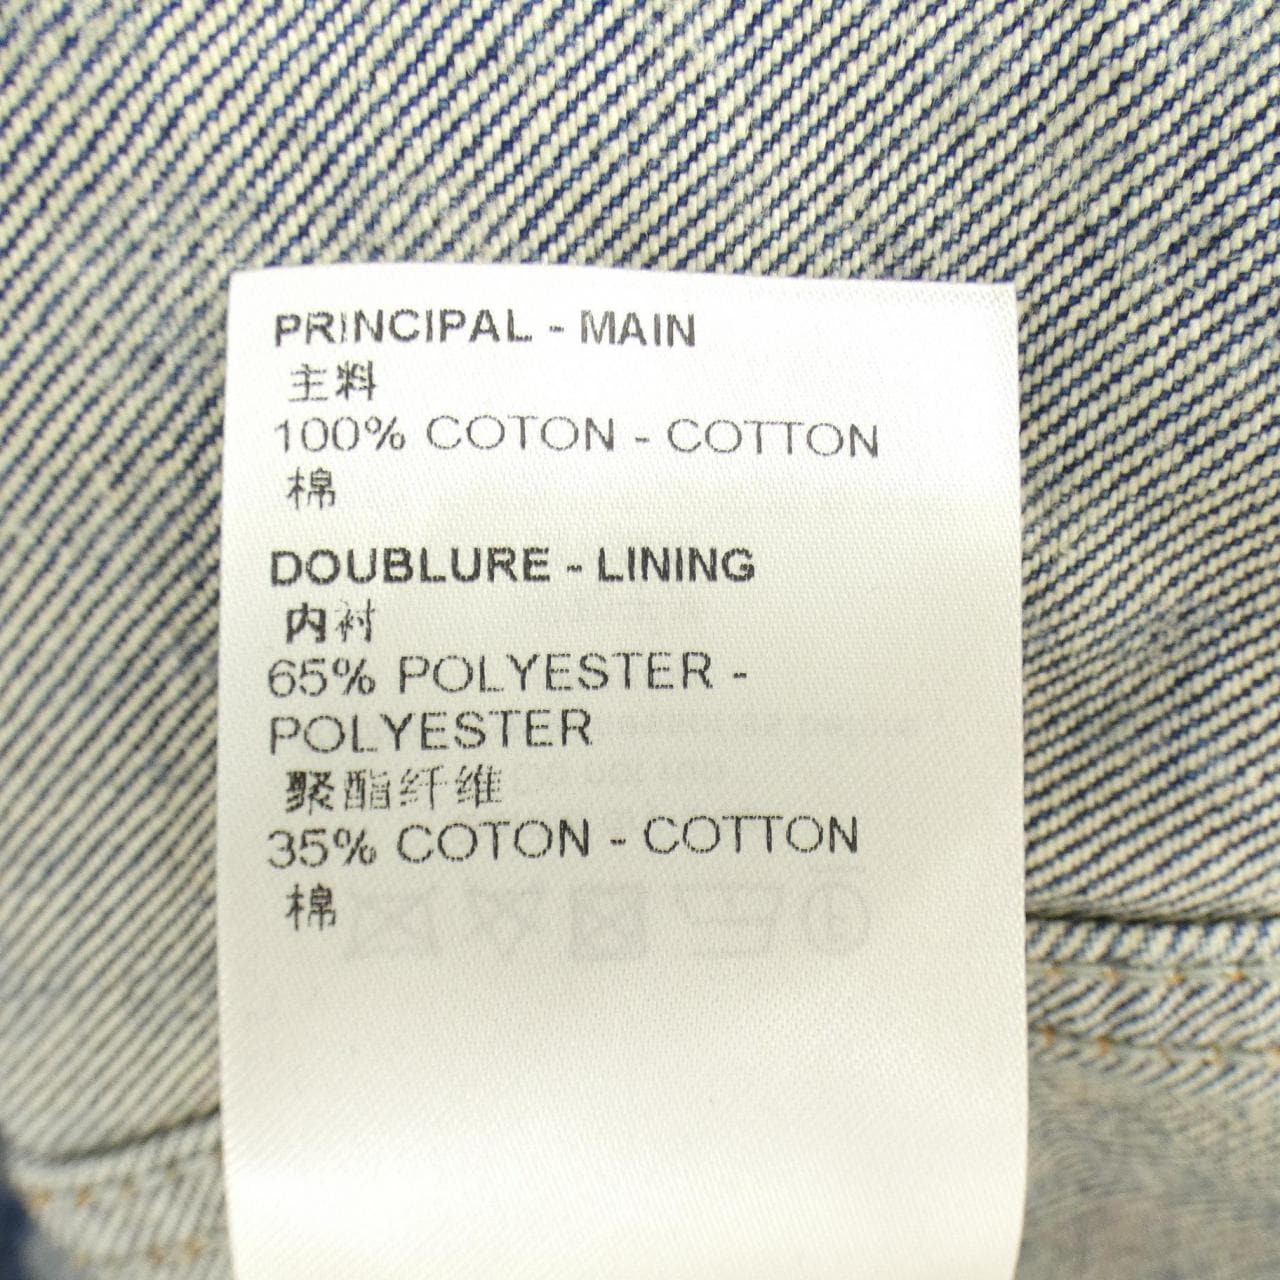 PRINCIPAL - MAIN
主料
100% COTON - COTTON
棉
DOUBLURE - LINING
内衬
65% POLYESTER -
POLYESTER
聚酯纤维
35% COTON - COTTON
棉